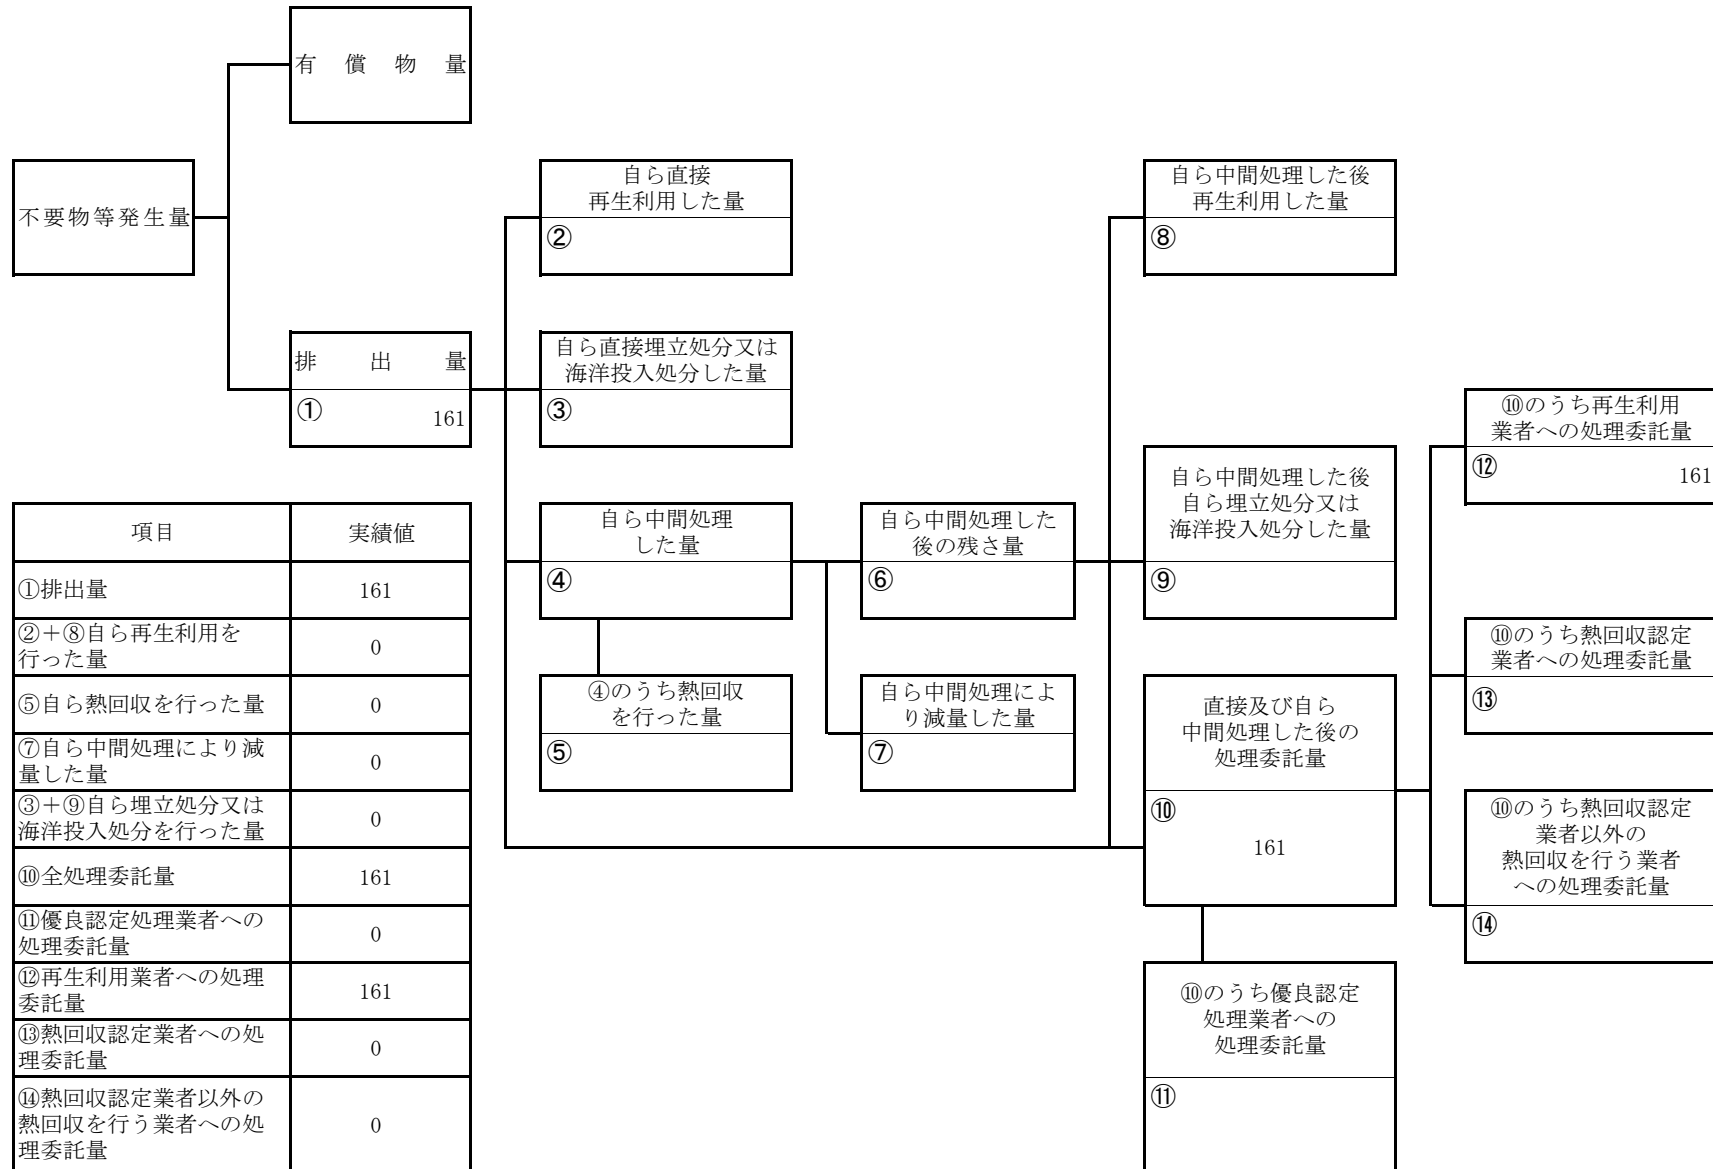 有償物量
不要物等発生量
自ら直接
再生利用した量
②
自ら中間処理した後
再生利用した量
⑧
排出量
① 161
自ら直接埋立処分又は
海洋投入処分した量
③
⑩のうち再生利用
業者への処理委託量
⑫ 161
自ら中間処理
した量
④
自ら中間処理した
後の残さ量
⑥
自ら中間処理した後
自ら埋立処分又は
海洋投入処分した量
⑨
⑩のうち熱回収認定
業者への処理委託量
⑬
④のうち熱回収
を行った量
⑤
自ら中間処理によ
り減量した量
⑦
直接及び自ら
中間処理した後の
処理委託量
⑩
161
⑩のうち熱回収認定
業者以外の
熱回収を行う業者
への処理委託量
⑭
⑩のうち優良認定
処理業者への
処理委託量
⑪
項目 実績値
①排出量 161
②＋⑧自ら再生利用を
行った量 0
⑤自ら熱回収を行った量 0
⑦自ら中間処理により減
量した量 0
③＋⑨自ら埋立処分又は
海洋投入処分を行った量 0
⑩全処理委託量 161
⑪優良認定処理業者への
処理委託量 0
⑫再生利用業者への処理
委託量 161
⑬熱回収認定業者への処
理委託量 0
⑭熱回収認定業者以外の
熱回収を行う業者への処
理委託量 0